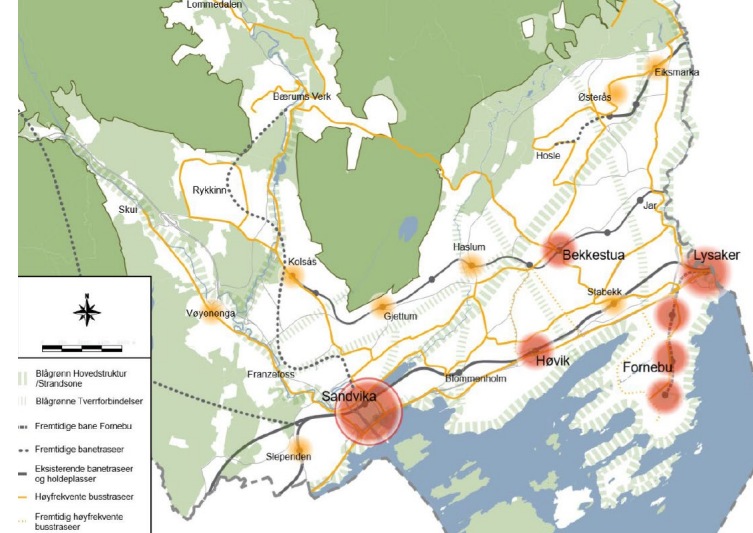 Lommedalen
Eiksmarka
Bærums Verk
Østerås
Hosle
Rykkinn
Skui
Jar
Haslum
Bekkestua
Lysaker
Kolsås
Stabekk
Vøyenenga
Gjettum
Høvik
Fornebu
Franzefoss
Blommenholm
Sandvika
Slependen
N
Blågrønn Hovedstruktur
/Strandsone
Blågrønne Tverrforbindelser
Fremtidige bane Fornebu
Fremtidige banetraseer
Eksisterende banetraseer
og holdeplasser
Høyfrekvente busstraseer
Fremtidig høyfrekvente
busstraseer